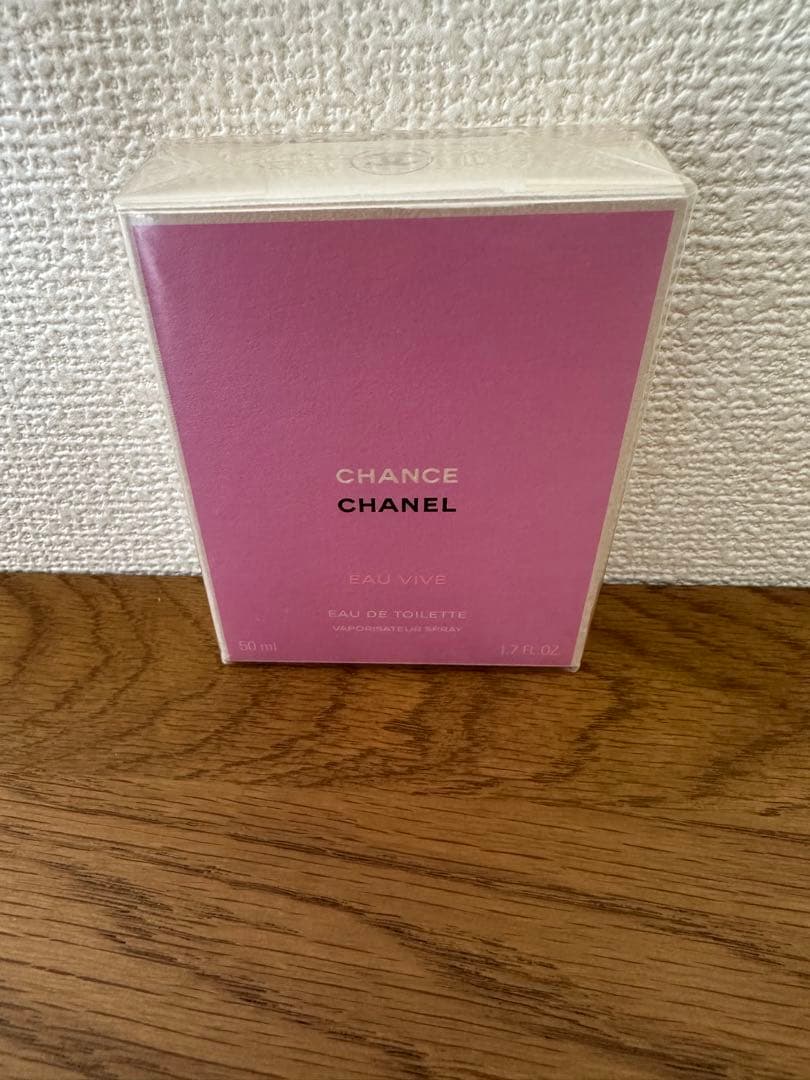 CHANCE
CHANEL
EAU VIVE
EAU DE TOILETTE
VAPORISATEUR SPRAY
50 ml
1.7 FL. OZ.